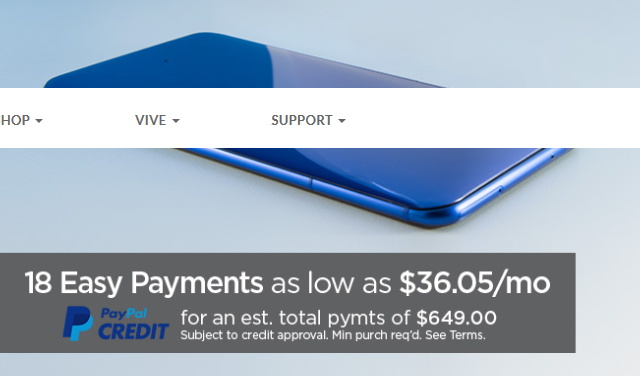 HOP VIVE SUPPORT
18 Easy Payments as low as $36.05/mo
PayPal CREDIT
for an est. total pymts of $649.00
Subject to credit approval. Min purch req'd. See Terms.